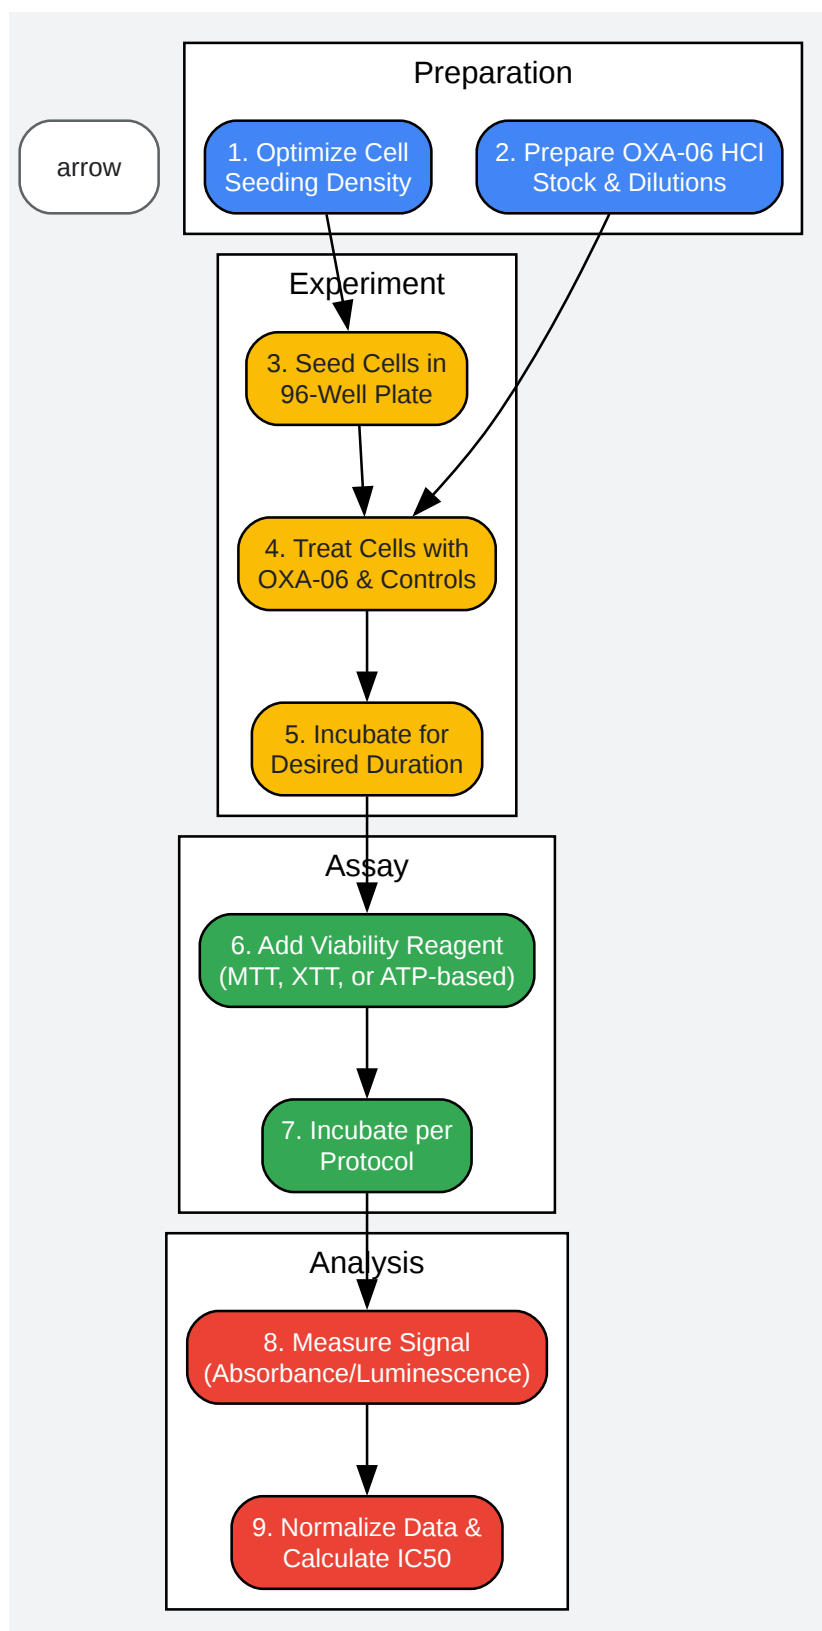 Preparation
arrow
1. Optimize Cell
Seeding Density
2. Prepare OXA-06 HCl
Stock & Dilutions
Experiment
3. Seed Cells in
96-Well Plate
4. Treat Cells with
OXA-06 & Controls
5. Incubate for
Desired Duration
Assay
6. Add Viability Reagent
(MTT, XTT, or ATP-based)
7. Incubate per
Protocol
Analysis
8. Measure Signal
(Absorbance/Luminescence)
9. Normalize Data &
Calculate IC50